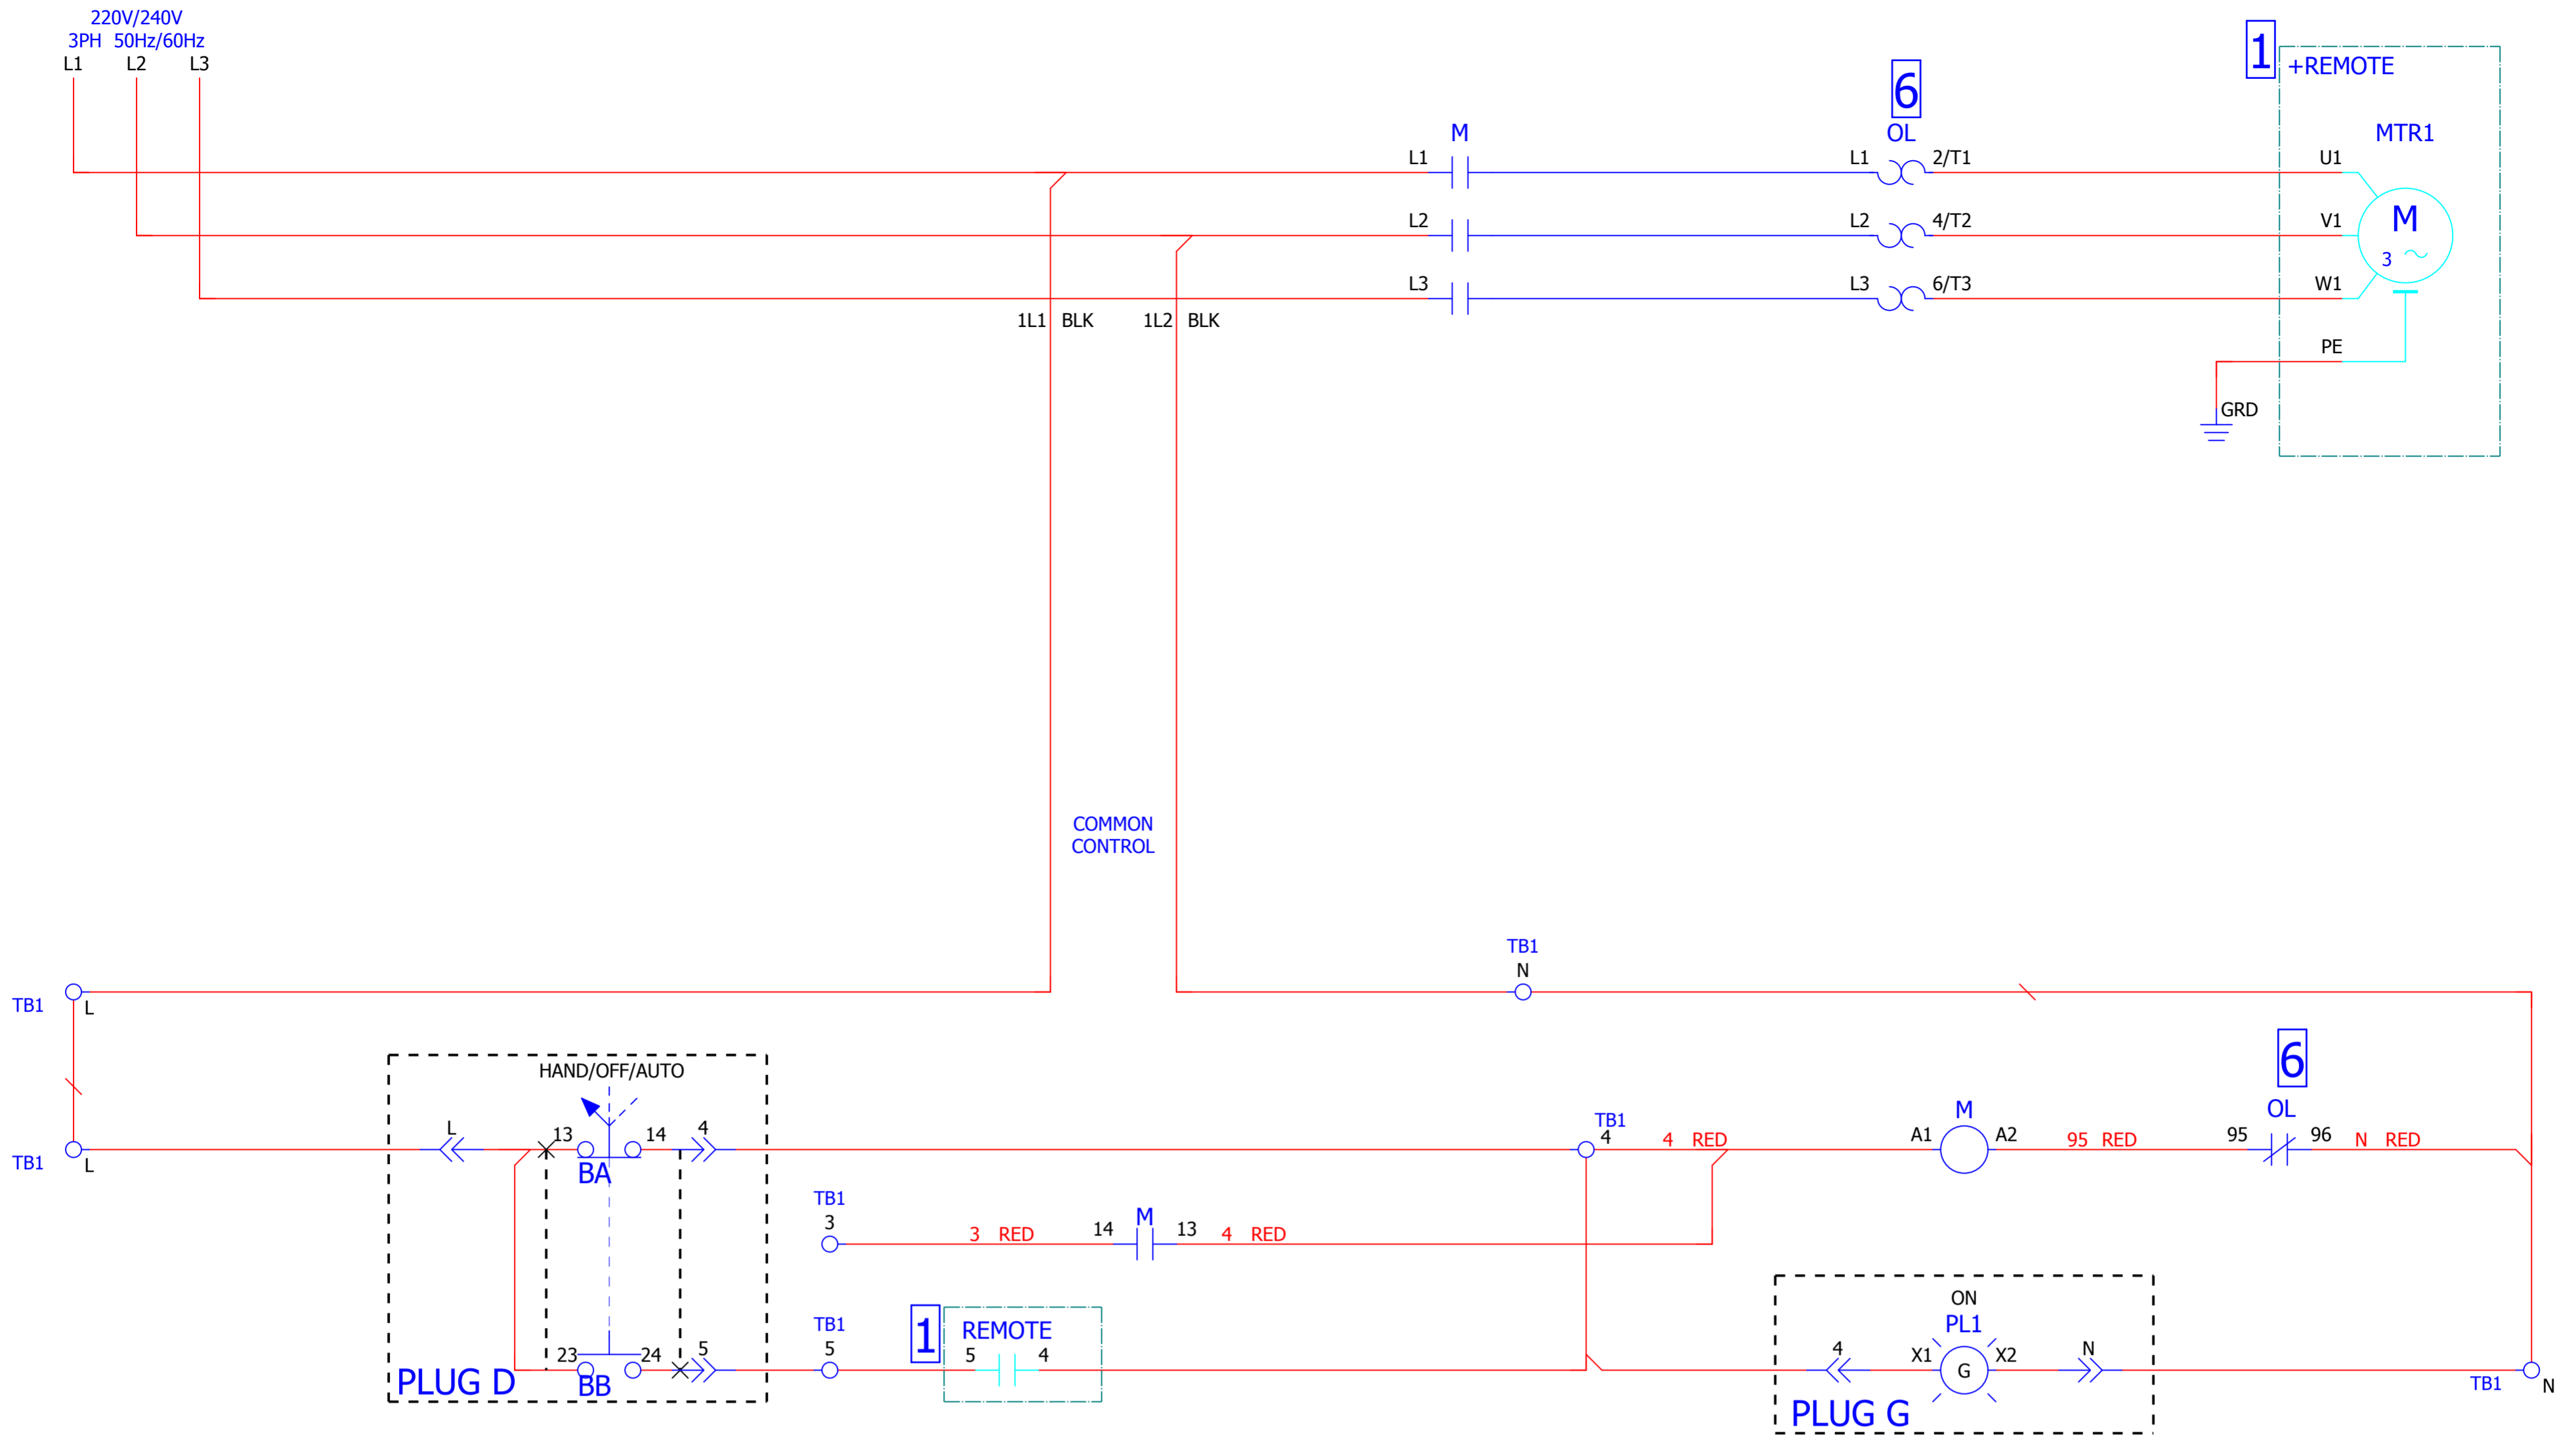 220V/240V
3PH 50Hz/60Hz
L1 L2 L3
1
+REMOTE
6
M
OL
MTR1
L1
L1
2/T1
U1
L2
L2
4/T2
V1
M
3
L3
L3
6/T3
W1
1L1 BLK
1L2 BLK
PE
GRD
COMMON
CONTROL
TB1
N
TB1
L
6
HAND/OFF/AUTO
L
13
14
4
BA
TB1
L
TB1
4
4 RED
M
A1
A2
95 RED
OL
95
96
N RED
TB1
3
3 RED
14
M
13
4 RED
TB1
5
1
REMOTE
5
4
23
24
5
BB
PLUG D
ON
PL1
4
X1
G
X2
N
PLUG G
TB1
N